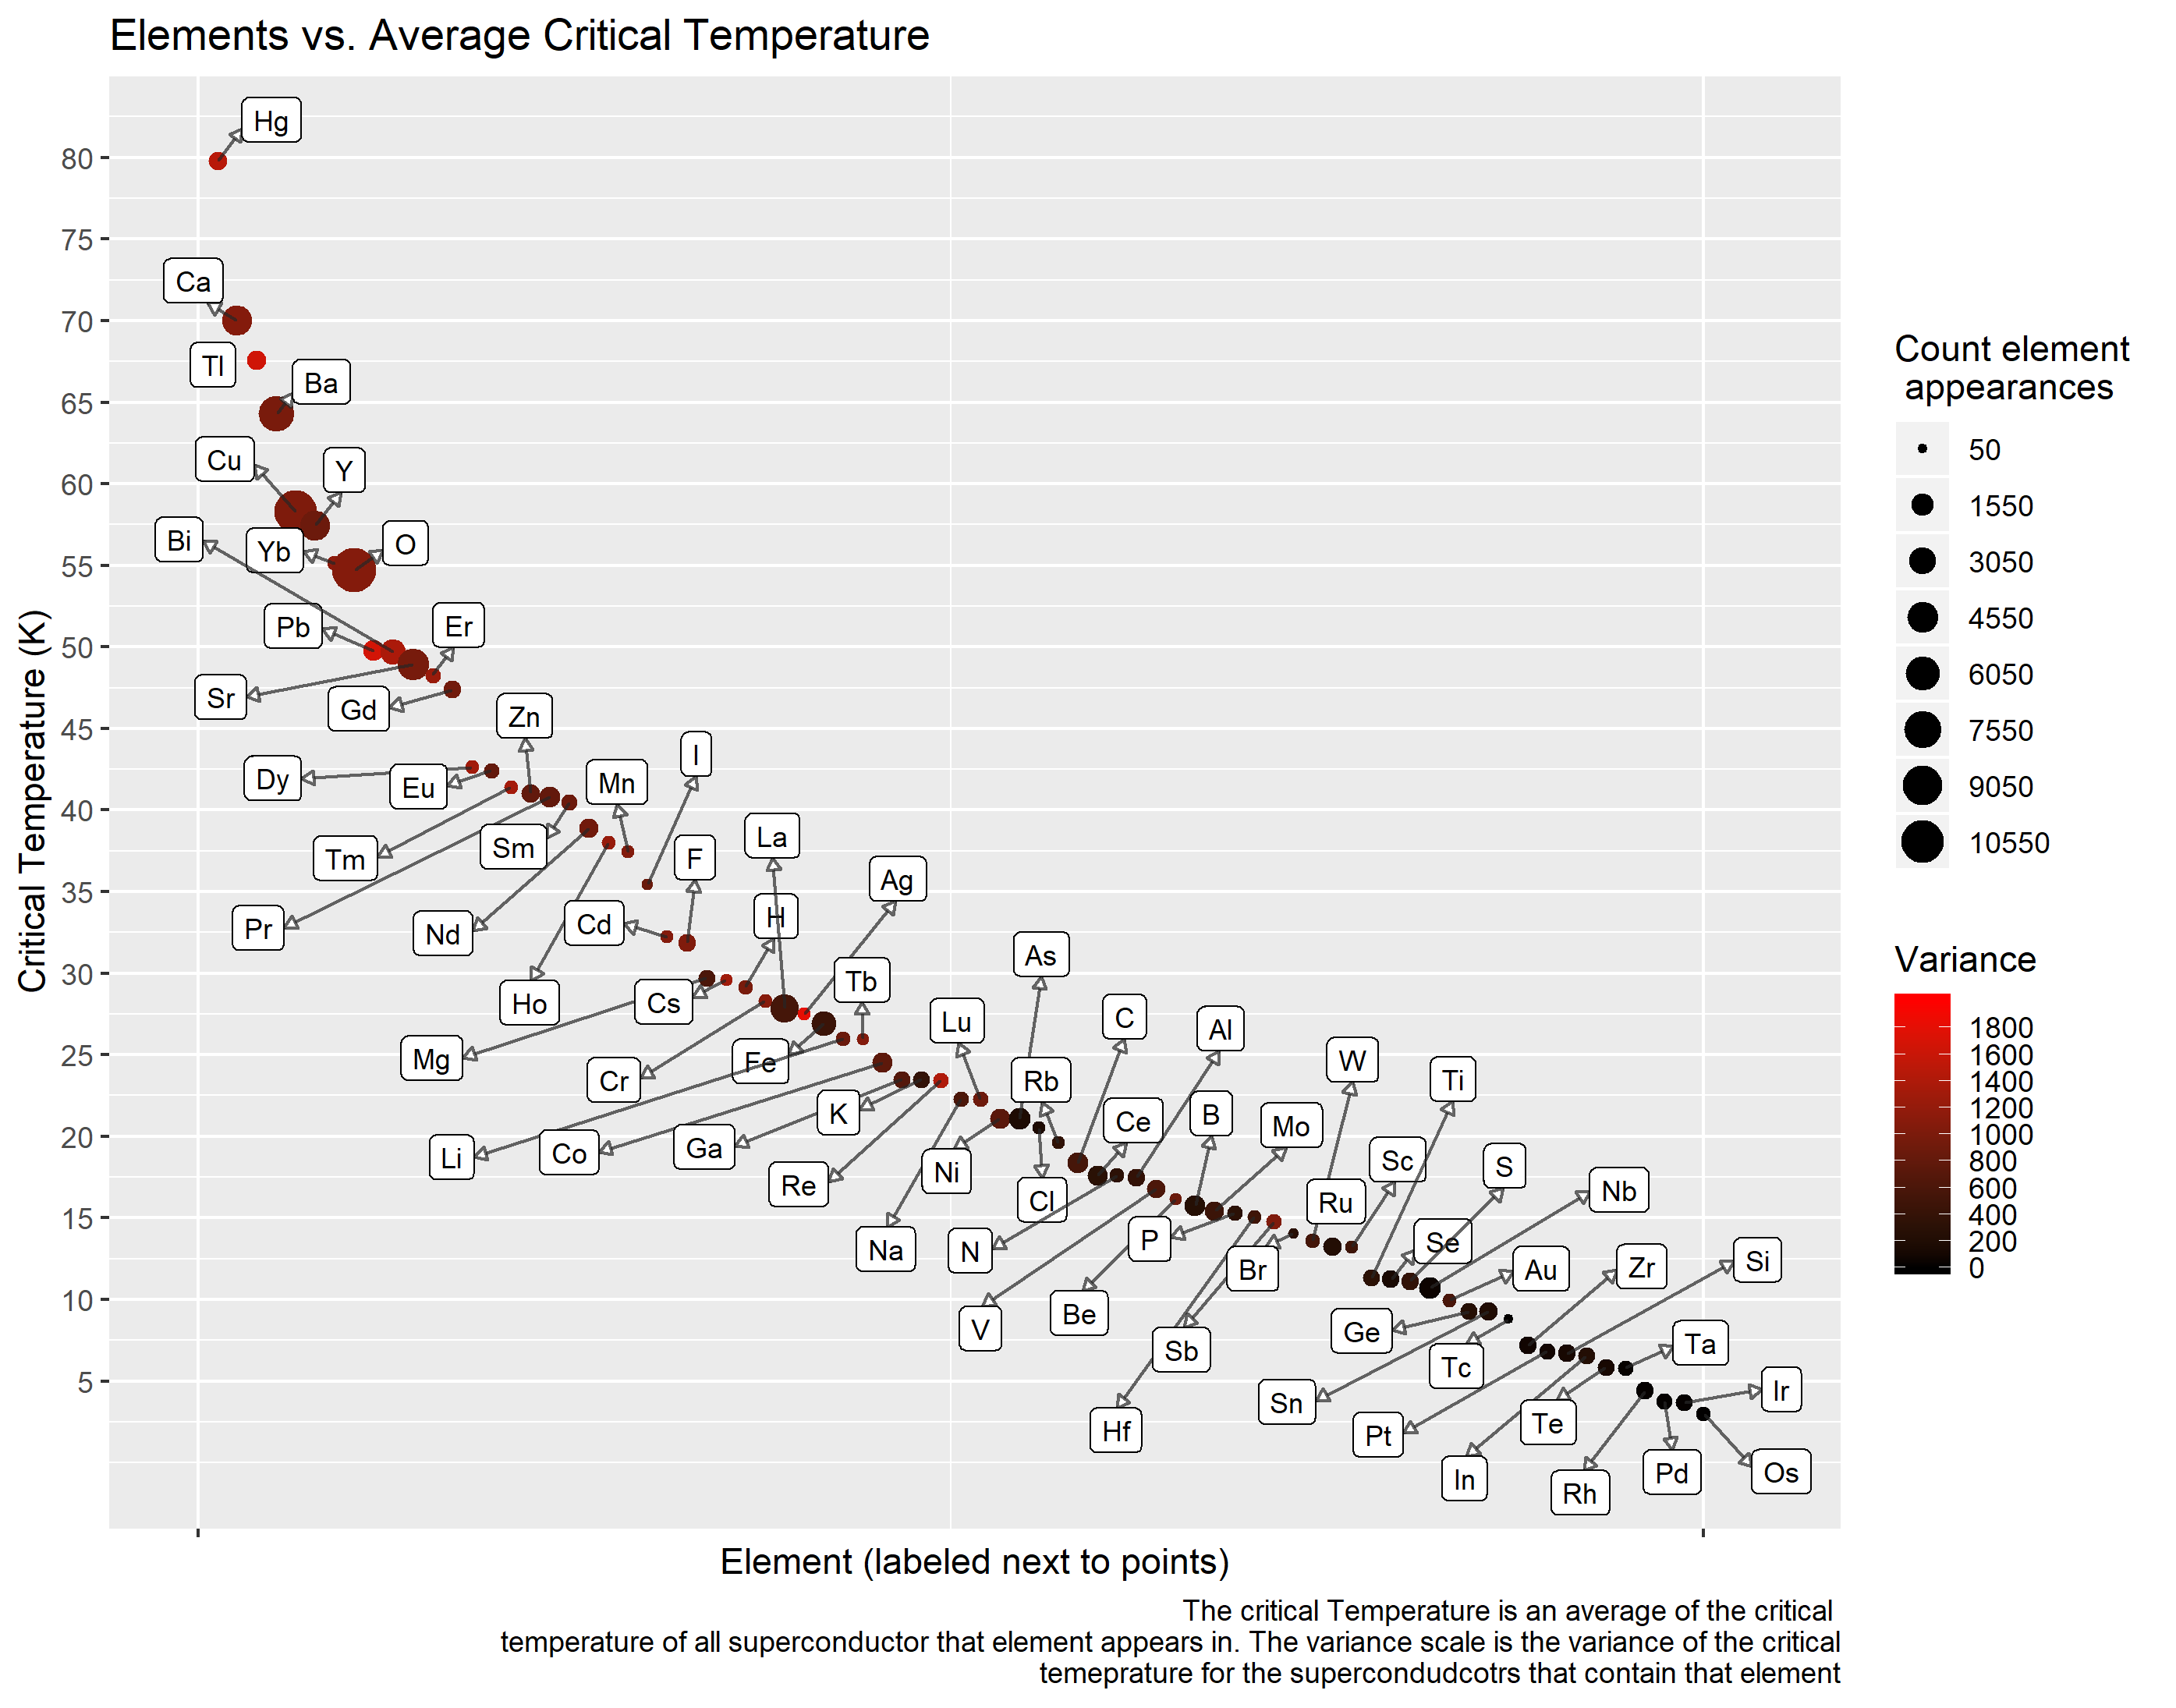 Elements vs. Average Critical Temperature
Critical Temperature (K)
80
75
70
65
60
55
50
45
40
35
30
25
20
15
10
5
Hg
Ca
Tl
Ba
Cu
Y
Bi
Yb
O
Pb
Er
Sr
Gd
Zn
Dy
Eu
I
Mn
Tm
Sm
La
F
Ag
Pr
Nd
Cd
H
As
Ho
Cs
Tb
Lu
C
Al
Mg
Cr
Fe
Rb
W
Ti
K
Ce
B
Mo
Li
Co
Ga
Ni
Sc
S
Re
Cl
Ru
Nb
Na
N
P
Se
Br
Au
Zr
Si
V
Be
Sb
Ge
Tc
Ta
Hf
Sn
Pt
Te
Ir
In
Rh
Pd
Os
Element (labeled next to points)
Count element
appearances
50
1550
3050
4550
6050
7550
9050
10550
Variance
1800
1600
1400
1200
1000
800
600
400
200
0
The critical Temperature is an average of the critical
temperature of all superconductor that element appears in. The variance scale is the variance of the critical
temeprature for the supercondudcotrs that contain that element